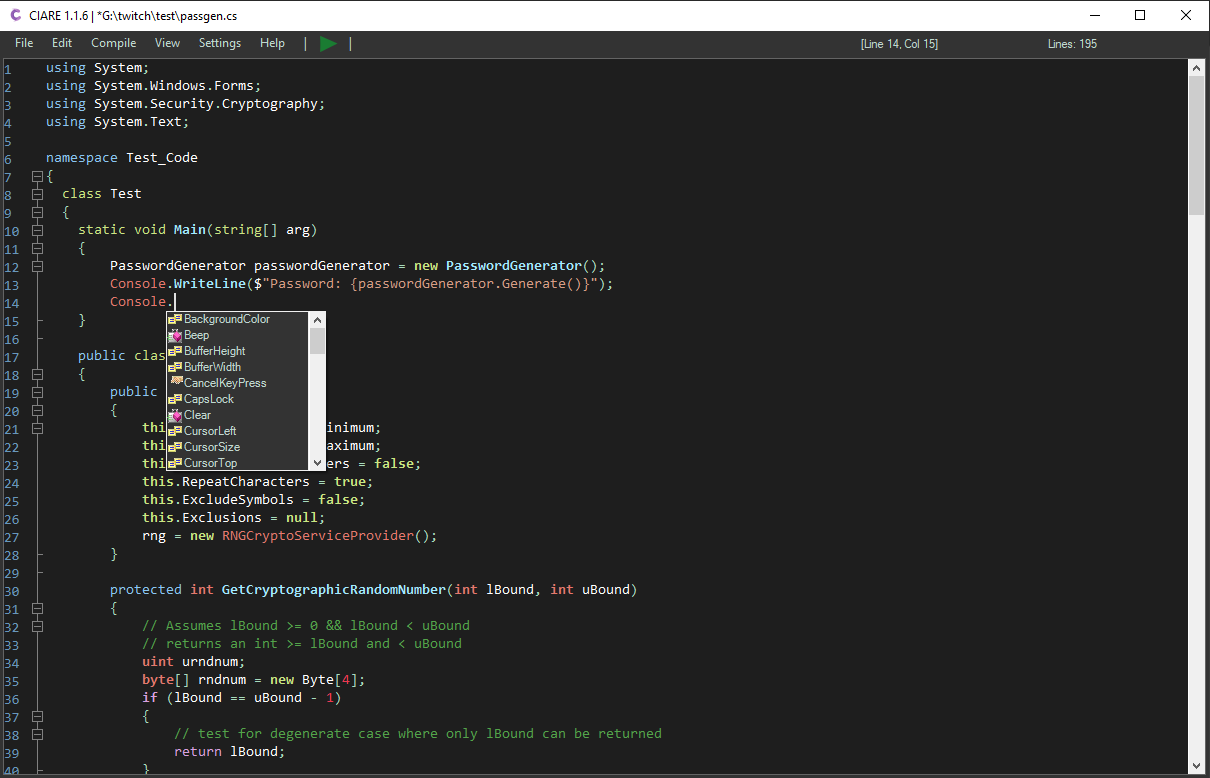 CIARE 1.1.6 | *G:\twitch\test\passgen.cs
File Edit Compile View Settings Help | | [Line 14, Col 15] Lines: 195
1 using System;
2 using System.Windows.Forms;
3 using System.Security.Cryptography;
4 using System.Text;
5
6 namespace Test_Code
7 {
8 class Test
9 {
10 static void Main(string[] arg)
11 {
12 PasswordGenerator passwordGenerator = new PasswordGenerator();
13 Console.WriteLine($"Password: {passwordGenerator.Generate()}");
14 Console.
15 }
16
17 public clas
18 {
19 public
20 {
21 thi inimum;
22 thi aximum;
23 thi ers = false;
24 this.RepeatCharacters = true;
25 this.ExcludeSymbols = false;
26 this.Exclusions = null;
27 rng = new RNGCryptoServiceProvider();
28 }
29
30 protected int GetCryptographicRandomNumber(int lBound, int uBound)
31 {
32 // Assumes lBound >= 0 && lBound < uBound
33 // returns an int >= lBound and < uBound
34 uint urndnum;
35 byte[] rndnum = new Byte[4];
36 if (lBound == uBound - 1)
37 {
38 // test for degenerate case where only lBound can be returned
39 return lBound;
40 }
BackgroundColor
Beep
BufferHeight
BufferWidth
CancelKeyPress
CapsLock
Clear
CursorLeft
CursorSize
CursorTop